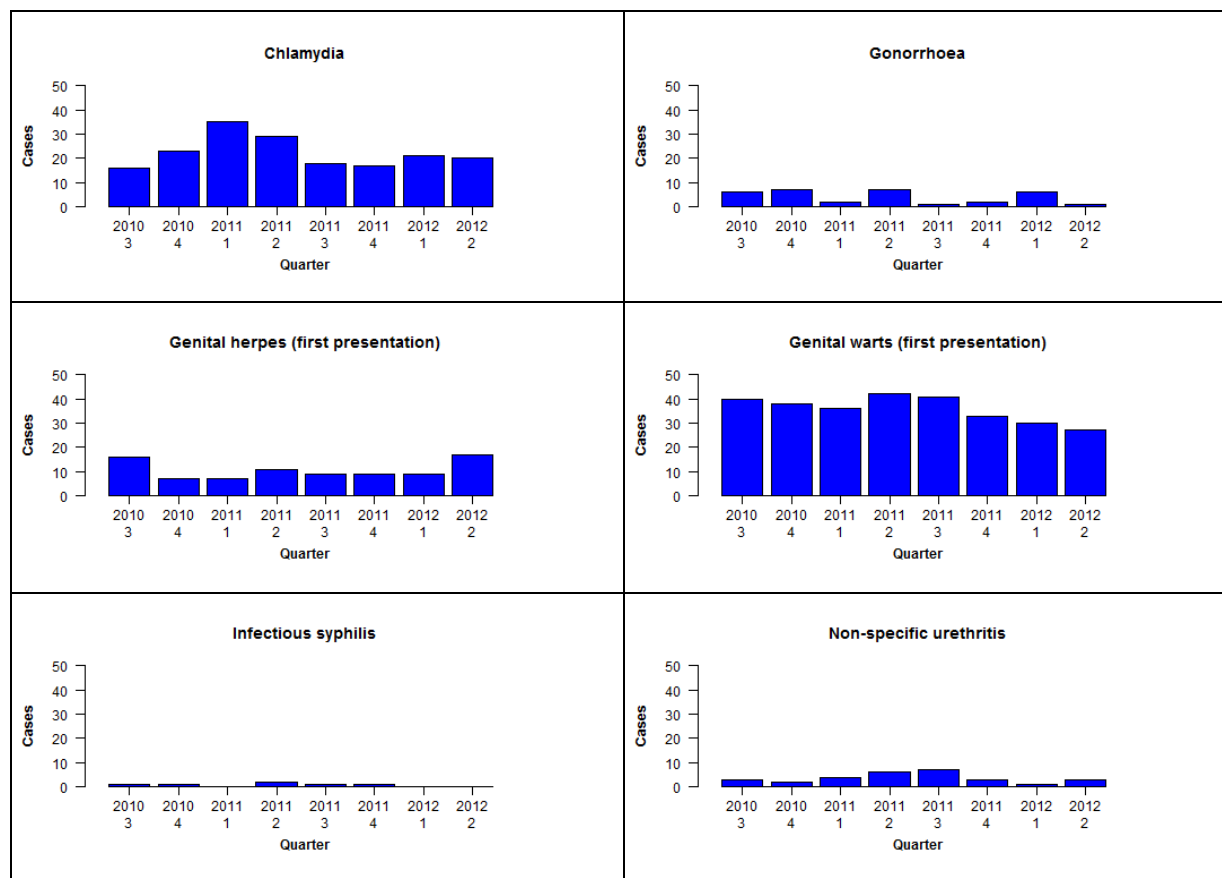 Chlamydia
50
40
30
20
10
0
Cases
2010 2010 2011 2011 2011 2011 2012 2012
3 4 1 2 3 4 1 2
Quarter
Gonorrhoea
50
40
30
20
10
0
Cases
2010 2010 2011 2011 2011 2011 2012 2012
3 4 1 2 3 4 1 2
Quarter
Genital herpes (first presentation)
50
40
30
20
10
0
Cases
2010 2010 2011 2011 2011 2011 2012 2012
3 4 1 2 3 4 1 2
Quarter
Genital warts (first presentation)
50
40
30
20
10
0
Cases
2010 2010 2011 2011 2011 2011 2012 2012
3 4 1 2 3 4 1 2
Quarter
Infectious syphilis
50
40
30
20
10
0
Cases
2010 2010 2011 2011 2011 2011 2012 2012
3 4 1 2 3 4 1 2
Quarter
Non-specific urethritis
50
40
30
20
10
0
Cases
2010 2010 2011 2011 2011 2011 2012 2012
3 4 1 2 3 4 1 2
Quarter